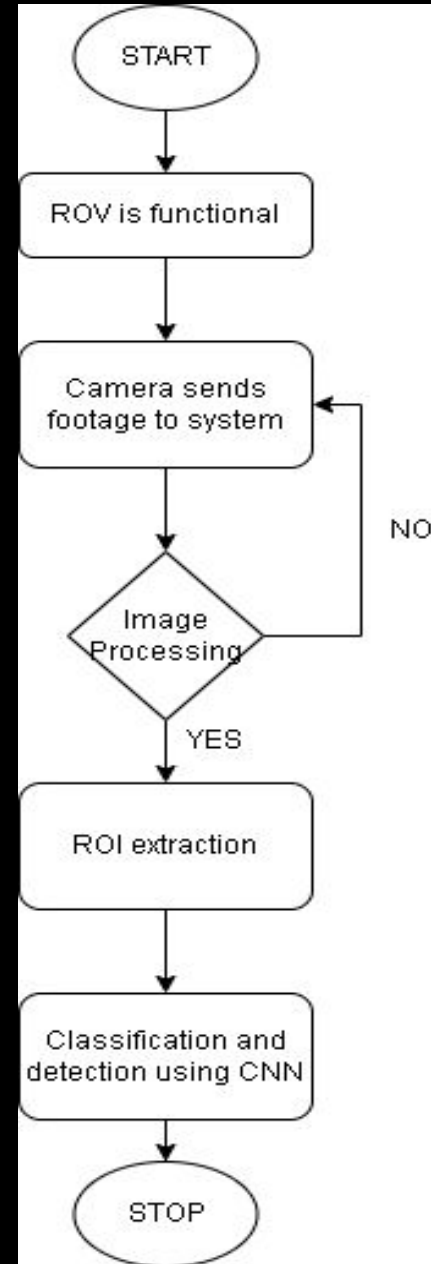 START
ROV is functional
Camera sends
footage to system
NO
Image
Processing
YES
ROI extraction
Classification and
detection using CNN
STOP